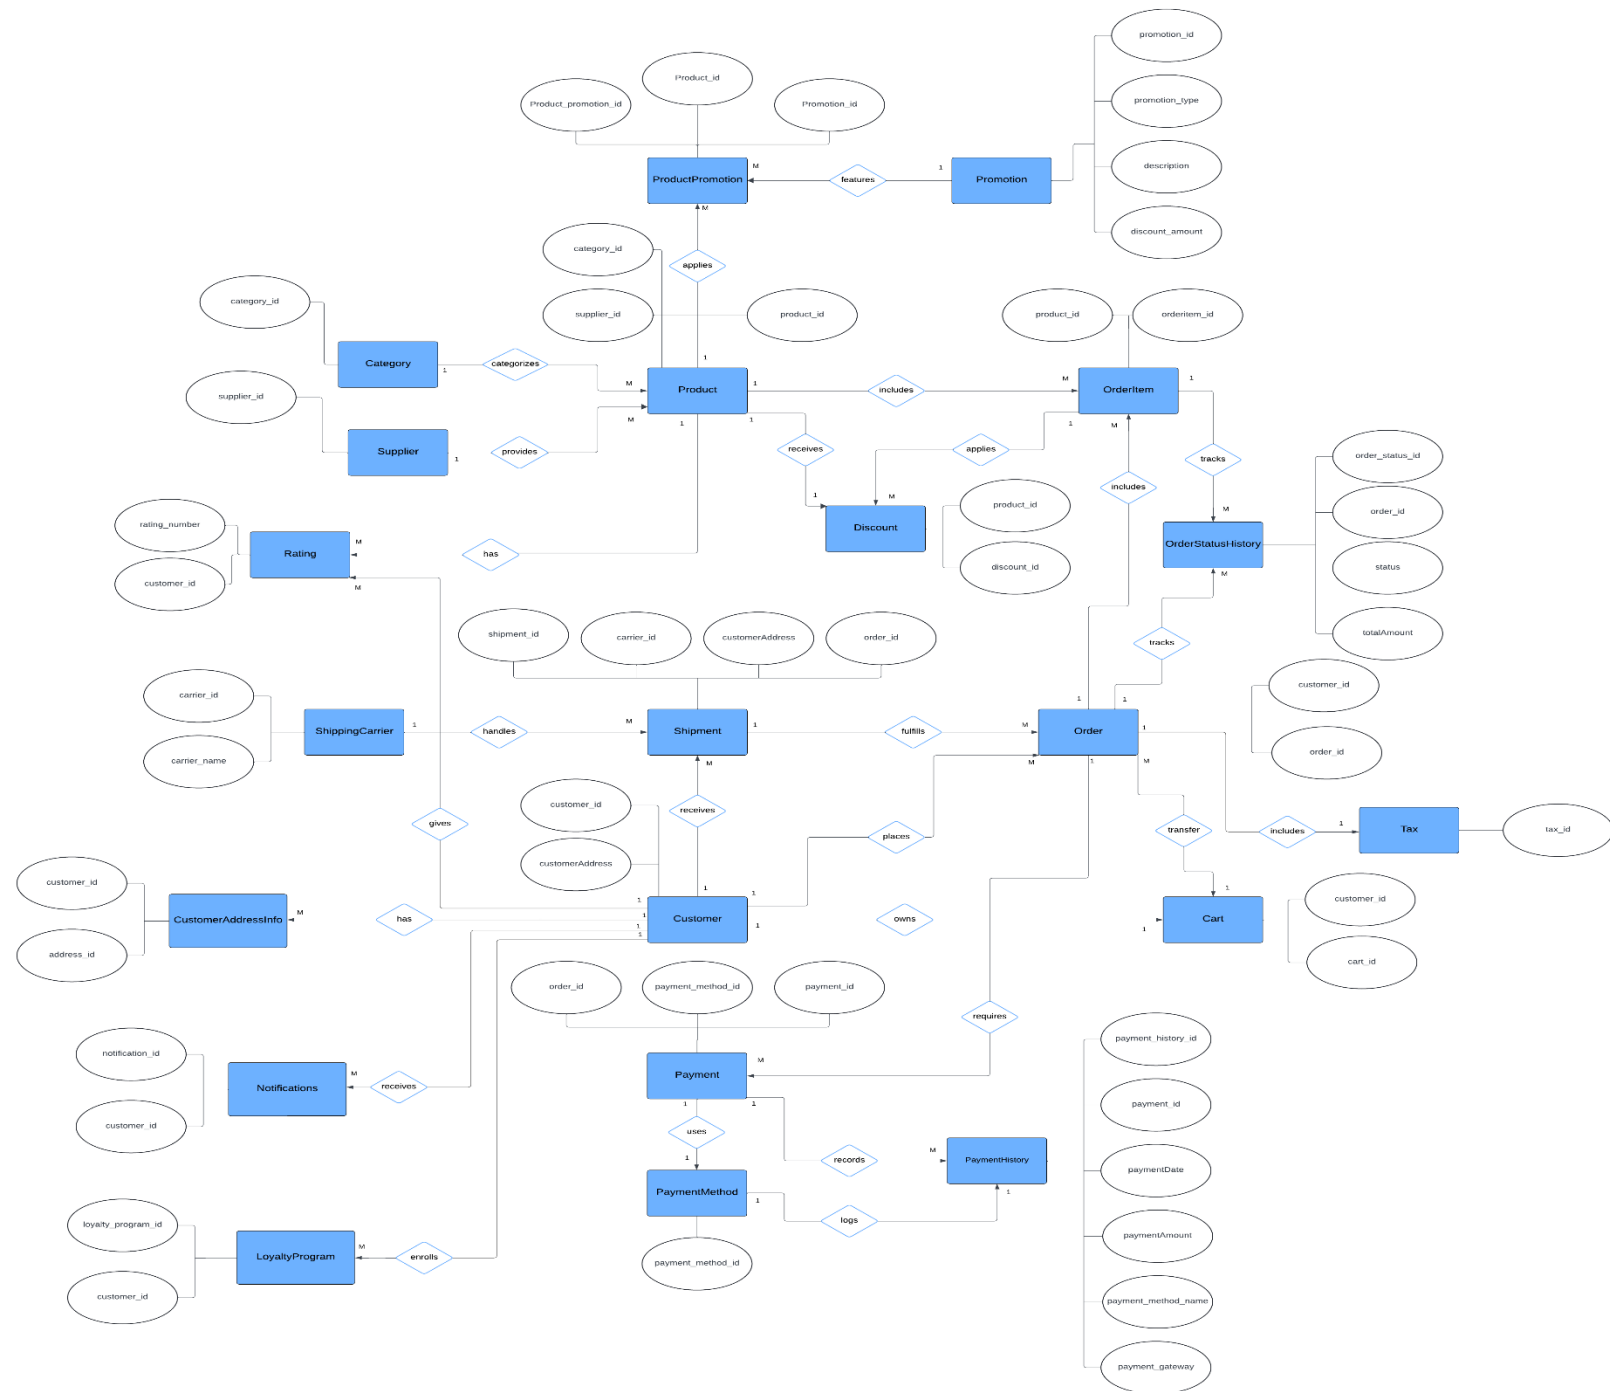 promotion_id
Product_id
Product_promotion_id
Promotion_id
promotion_type
description
discount_amount
M
1
ProductPromotion
features
Promotion
M
category_id
applies
category_id
supplier_id
product_id
product_id
orderitem_id
1
Category
1
categorizes
M
Product
1
includes
M
OrderItem
1
supplier_id
M
1
1
1
M
Supplier
1
provides
receives
applies
tracks
order_status_id
1
M
includes
M
rating_number
Rating
M
has
Discount
product_id
OrderStatusHistory
order_id
customer_id
M
discount_id
M
status
shipment_id
carrier_id
customerAddress
order_id
tracks
totalAmount
carrier_id
1
1
customer_id
ShippingCarrier
1
handles
M
Shipment
1
fulfills
M
Order
1
carrier_name
M
M
1
M
order_id
customer_id
receives
gives
places
transfer
includes
1
Tax
tax_id
customerAddress
customer_id
1
1
1
1
customer_id
CustomerAddressInfo
M
has
1
1
1
Customer
1
owns
1
Cart
address_id
cart_id
order_id
payment_method_id
payment_id
requires
notification_id
payment_history_id
Notifications
M
receives
Payment
M
customer_id
1
1
payment_id
uses
1
records
M
PaymentHistory
paymentDate
PaymentMethod
1
1
loyalty_program_id
logs
paymentAmount
LoyaltyProgram
M
enrolls
payment_method_id
customer_id
payment_method_name
payment_gateway